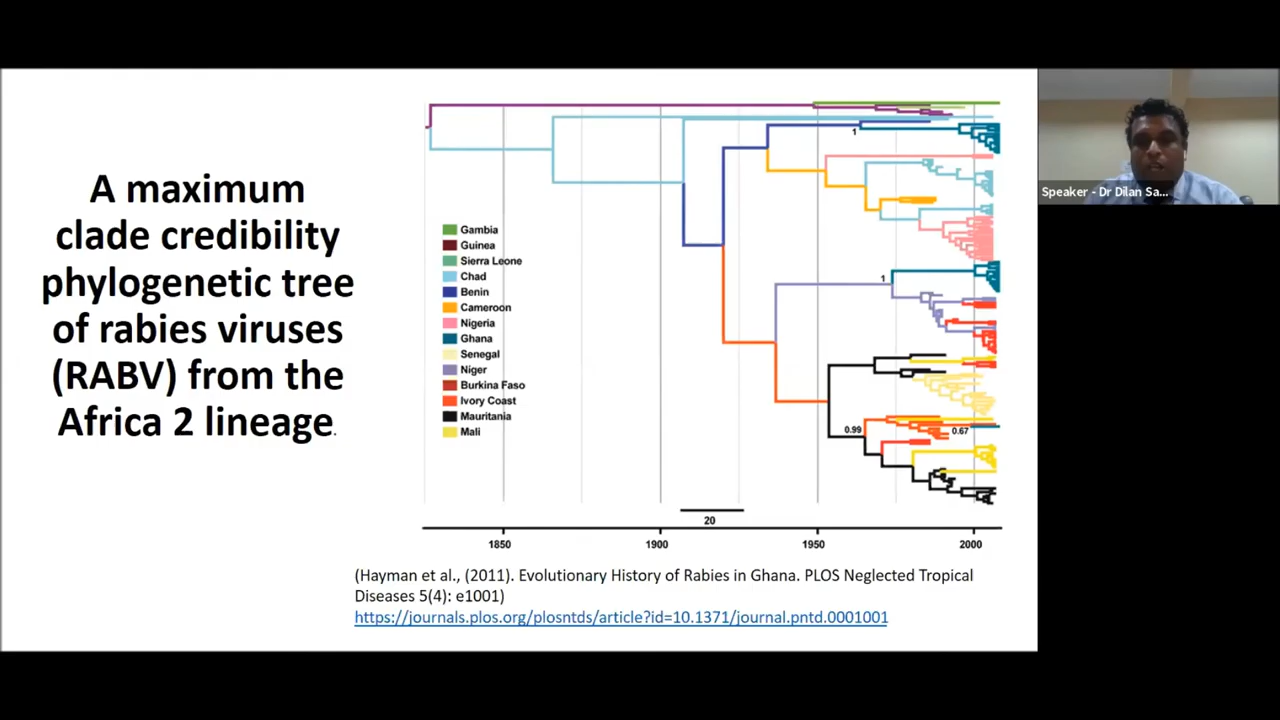 A maximum
clade credibility
phylogenetic tree
of rabies viruses
(RABV) from the
Africa 2 lineage.
Gambia
Guinea
Sierra Leone
Chad
Benin
Cameroon
Nigeria
Ghana
Senegal
Niger
Burkina Faso
Ivory Coast
Mauritania
Mali
1
1
0.99
0.67
20
1850
1900
1950
2000
(Hayman et al., (2011). Evolutionary History of Rabies in Ghana. PLOS Neglected Tropical
Diseases 5(4): e1001)
https://journals.plos.org/plosntds/article?id=10.1371/journal.pntd.0001001
Speaker - Dr Dilan Sa...